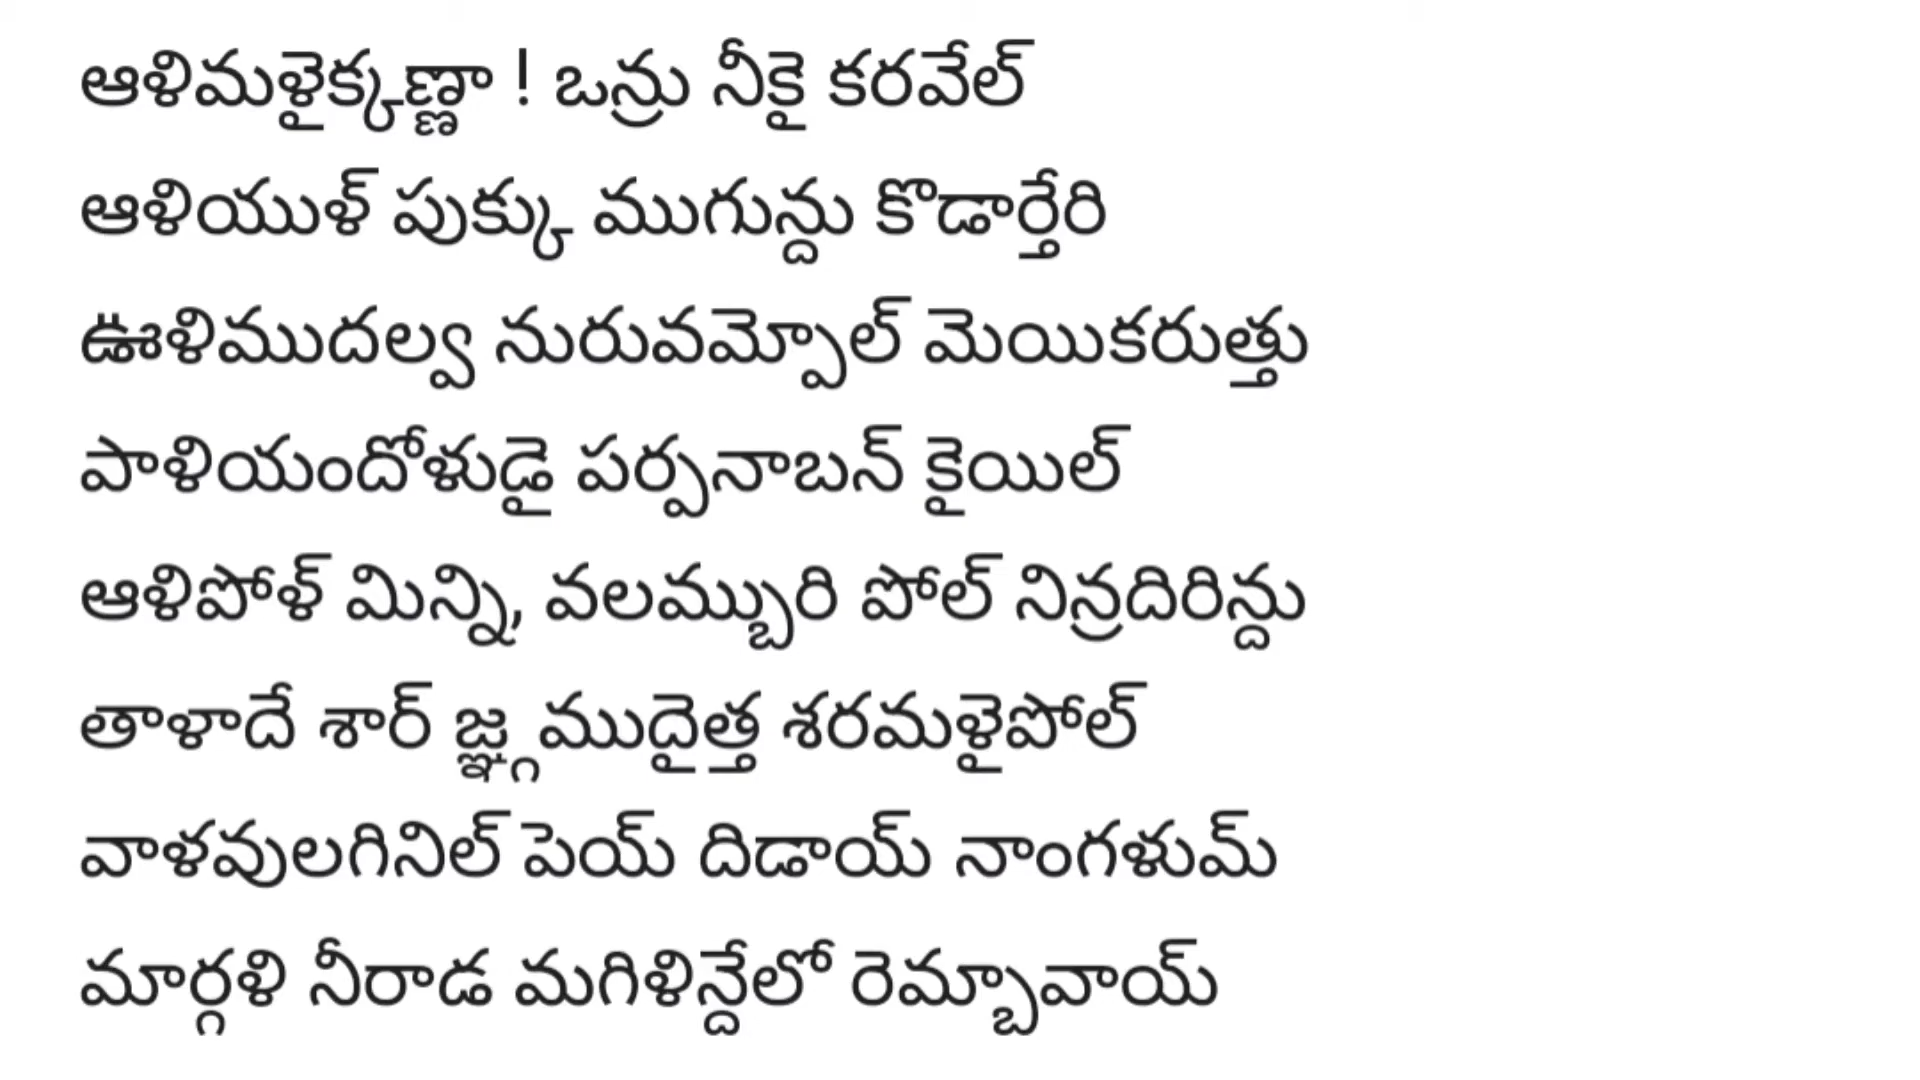 ఆళిమళైక్కణ్ణా ! ఒన్రు నీకై కరవేల్
ఆళియుళ్ పుక్కు ముగున్దు కొడార్తేరి
ఊళిముదల్వ నురువమ్పోల్ మెయికరుత్తు
పాళియందోళుడై పర్పనాబన్ కైయిల్
ఆళిపోళ్ మిన్ని, వలమ్బురి పోల్ నిన్రదిరిన్దు
తాళాదే శార్ జ్ఞ్గముదైత్త శరమళైపోల్
వాళవులగినిల్ పెయ్ దిడాయ్ నాంగళుమ్
మార్గళి నీరాడ మగిళిన్దేలో రెమ్బావాయ్